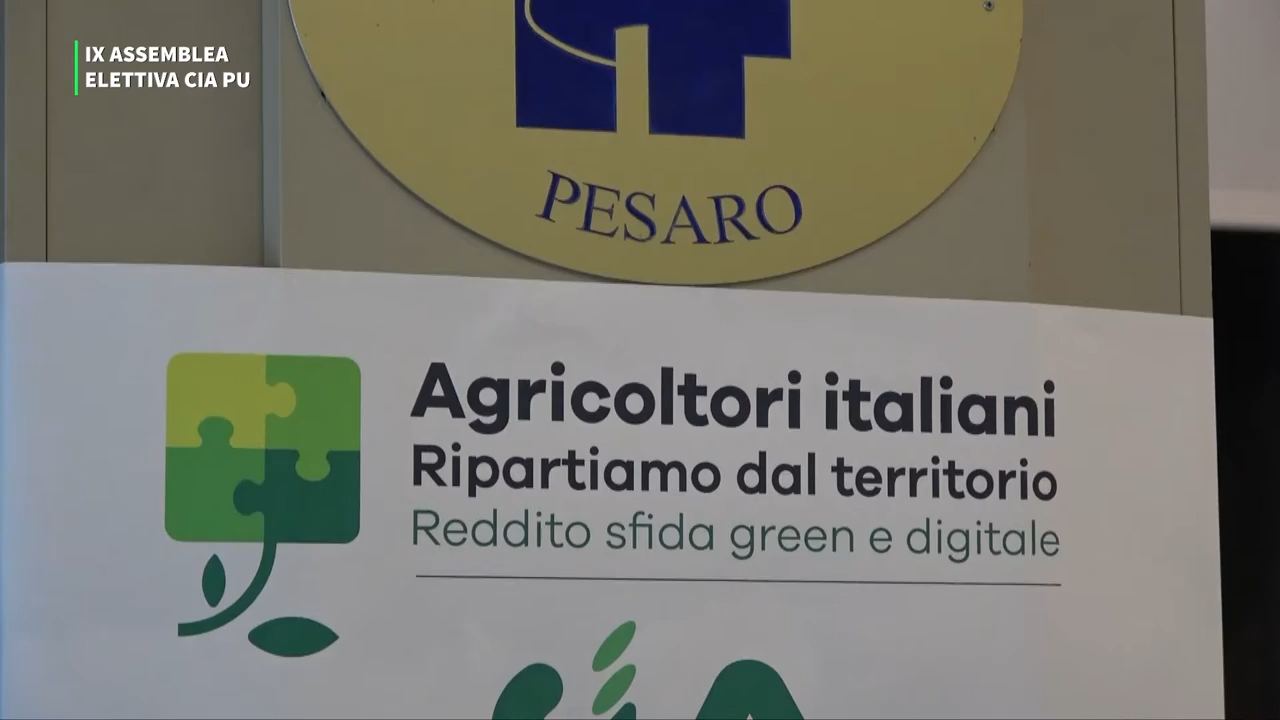 IX ASSEMBLEA
ELETTIVA CIA PU
PESARO
Agricoltori italiani
Ripartiamo dal territorio
Reddito sfida green e digitale